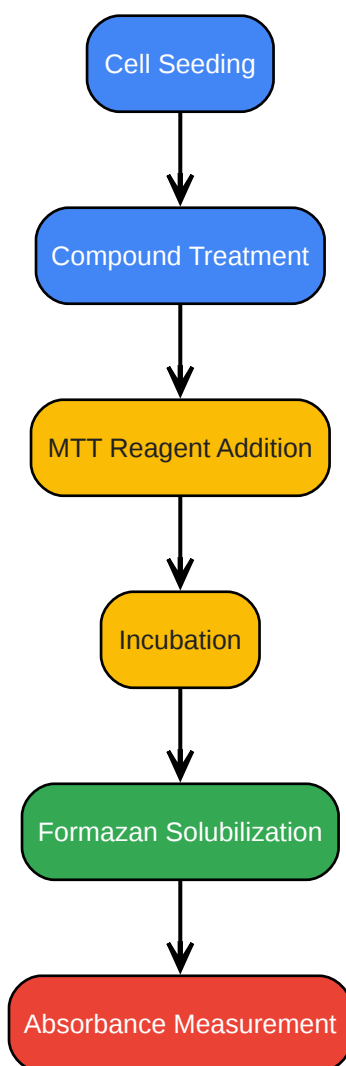 Cell Seeding
Compound Treatment
MTT Reagent Addition
Incubation
Formazan Solubilization
Absorbance Measurement